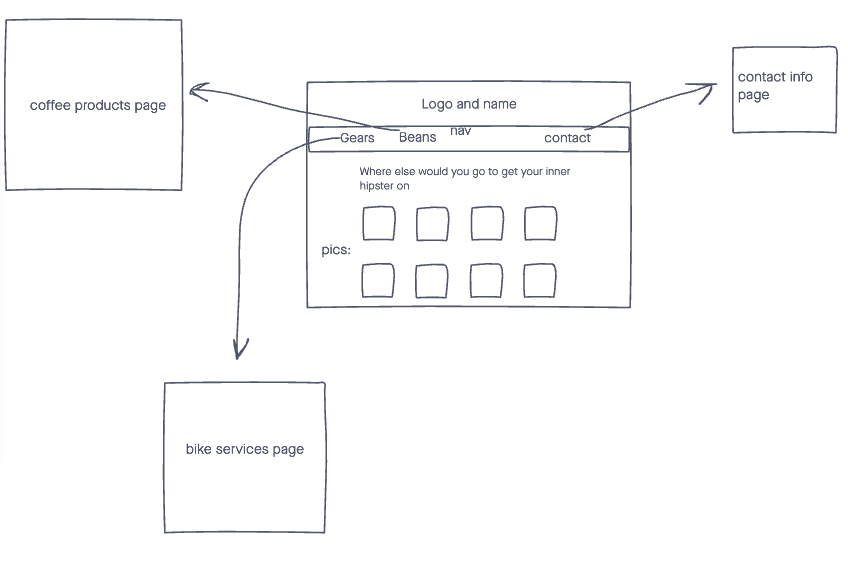 coffee products page
Logo and name
contact info
page
nav
Gears Beans contact
Where else would you go to get your inner
hipster on
pics:
bike services page